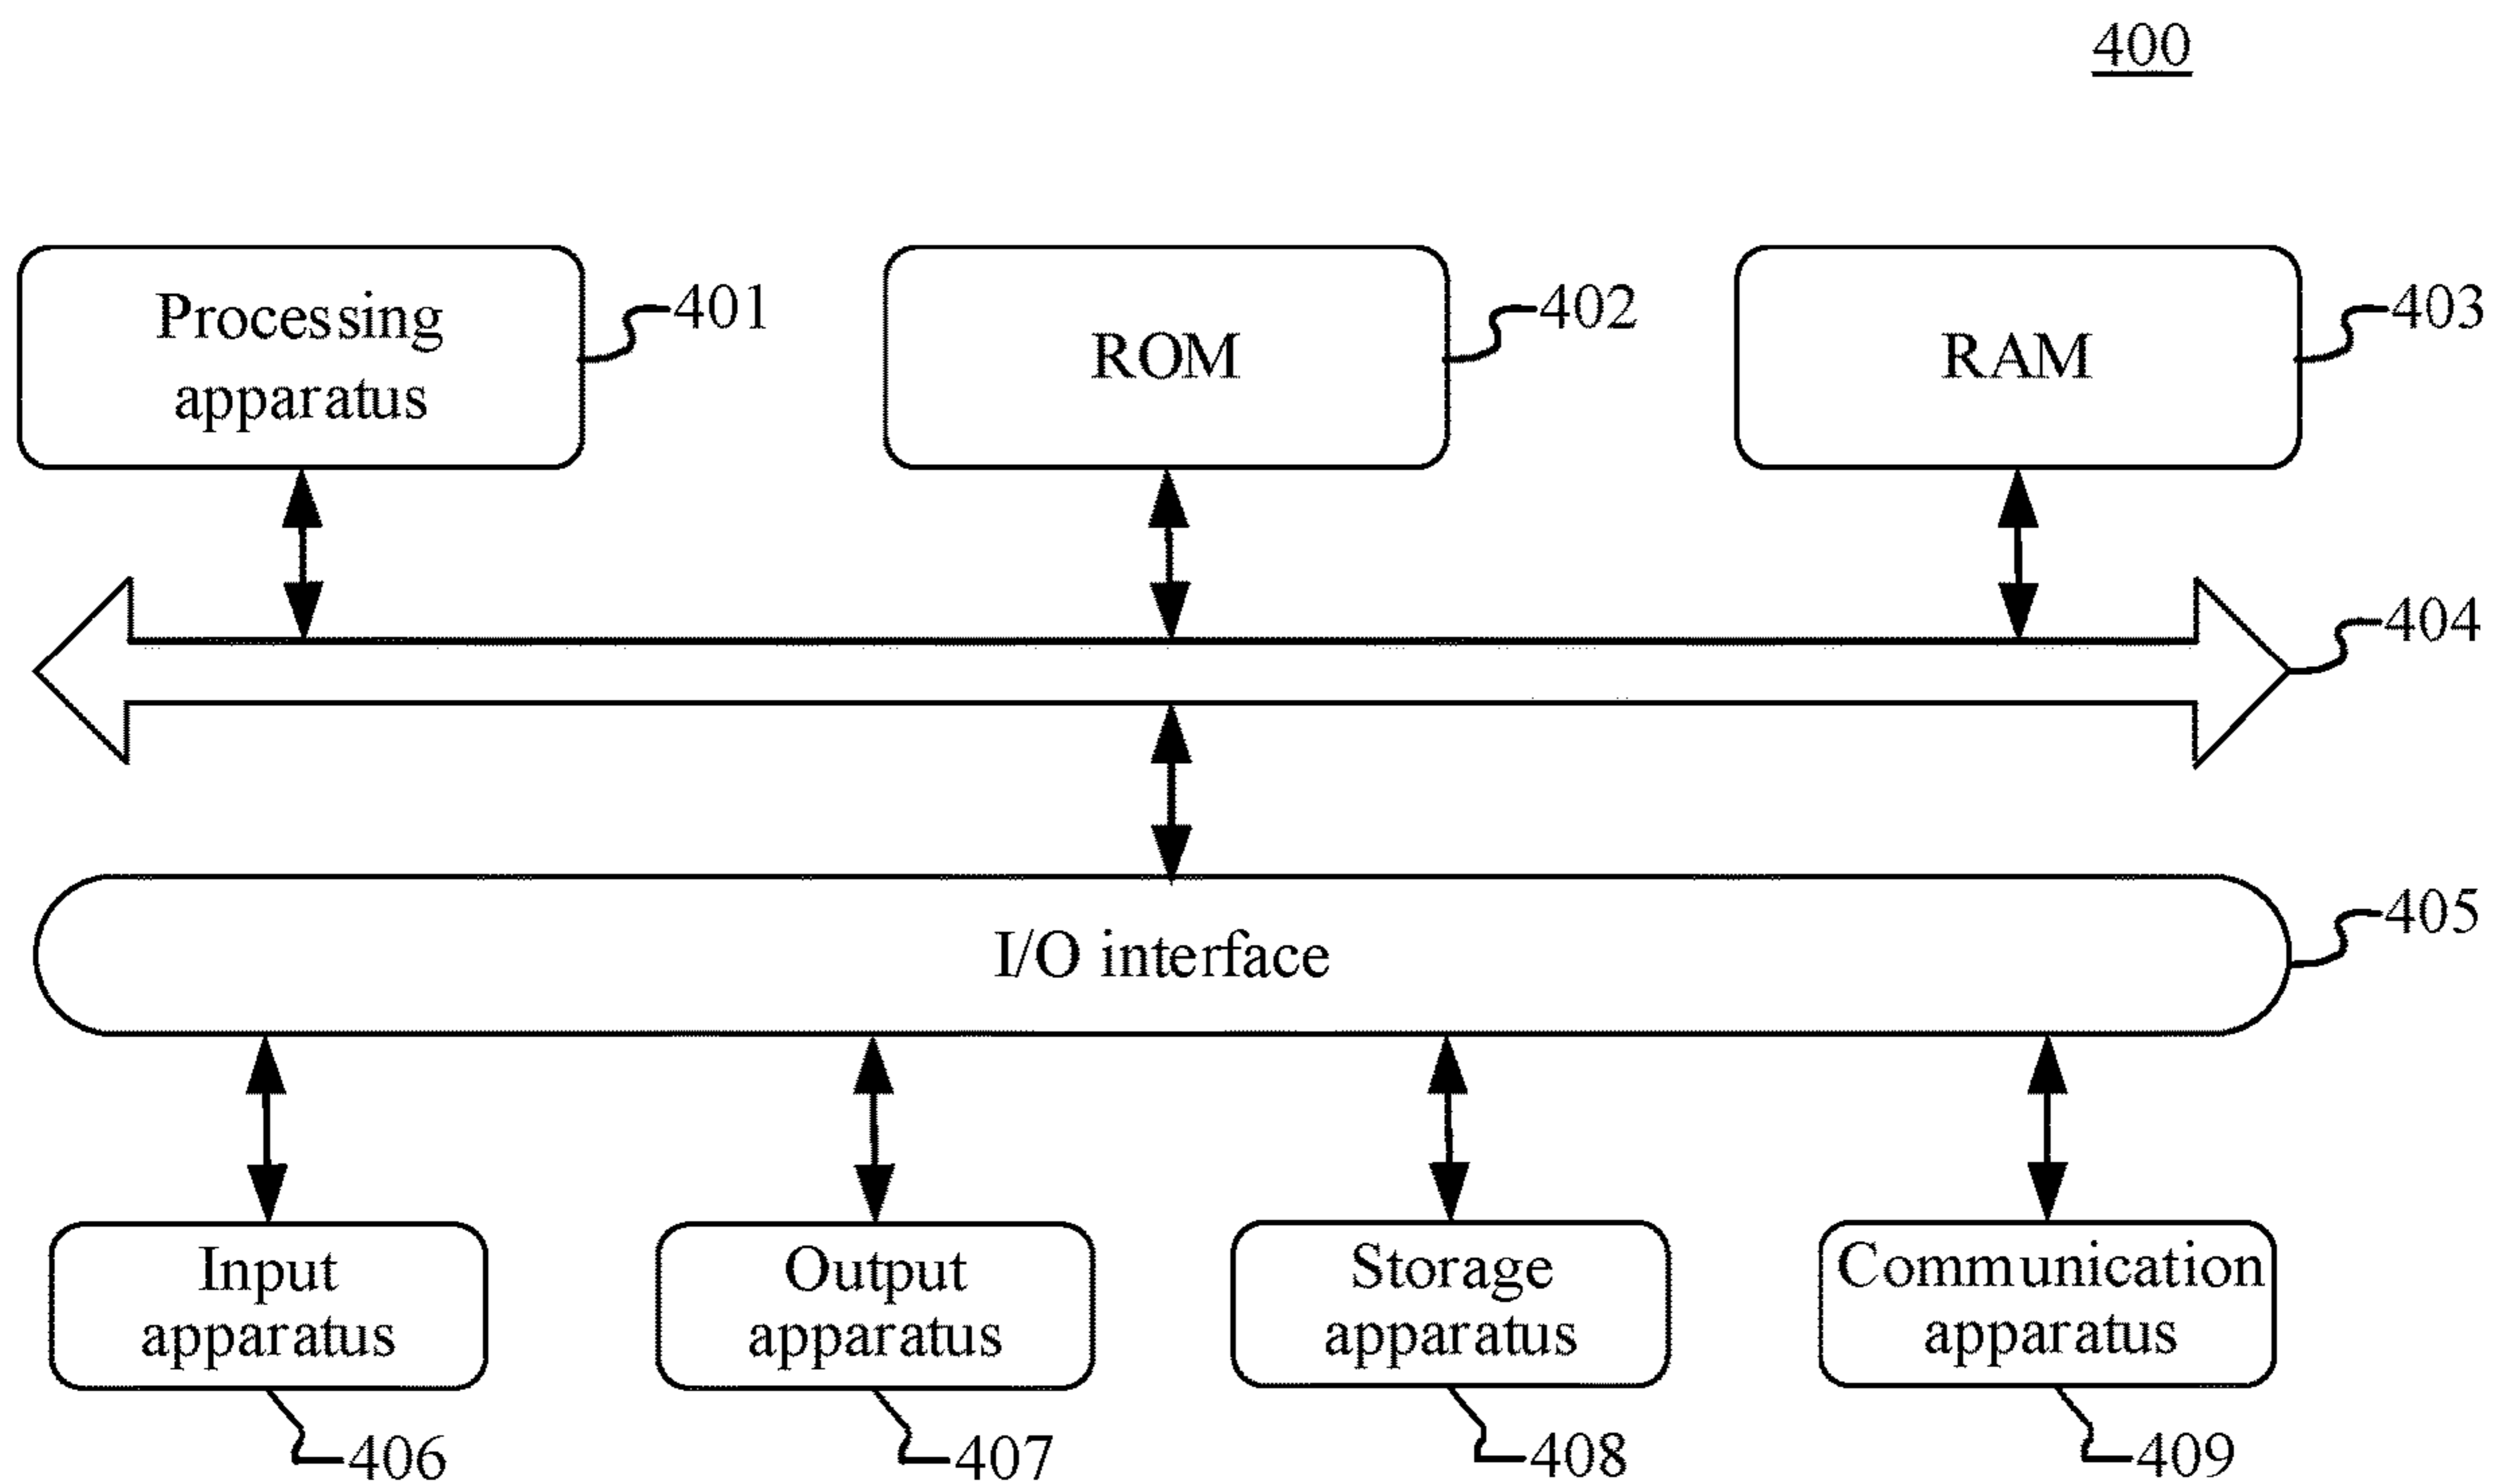 400
Processing
apparatus
401
ROM
402
RAM
403
404
I/O interface
405
Input
apparatus
406
Output
apparatus
407
Storage
apparatus
408
Communication
apparatus
409